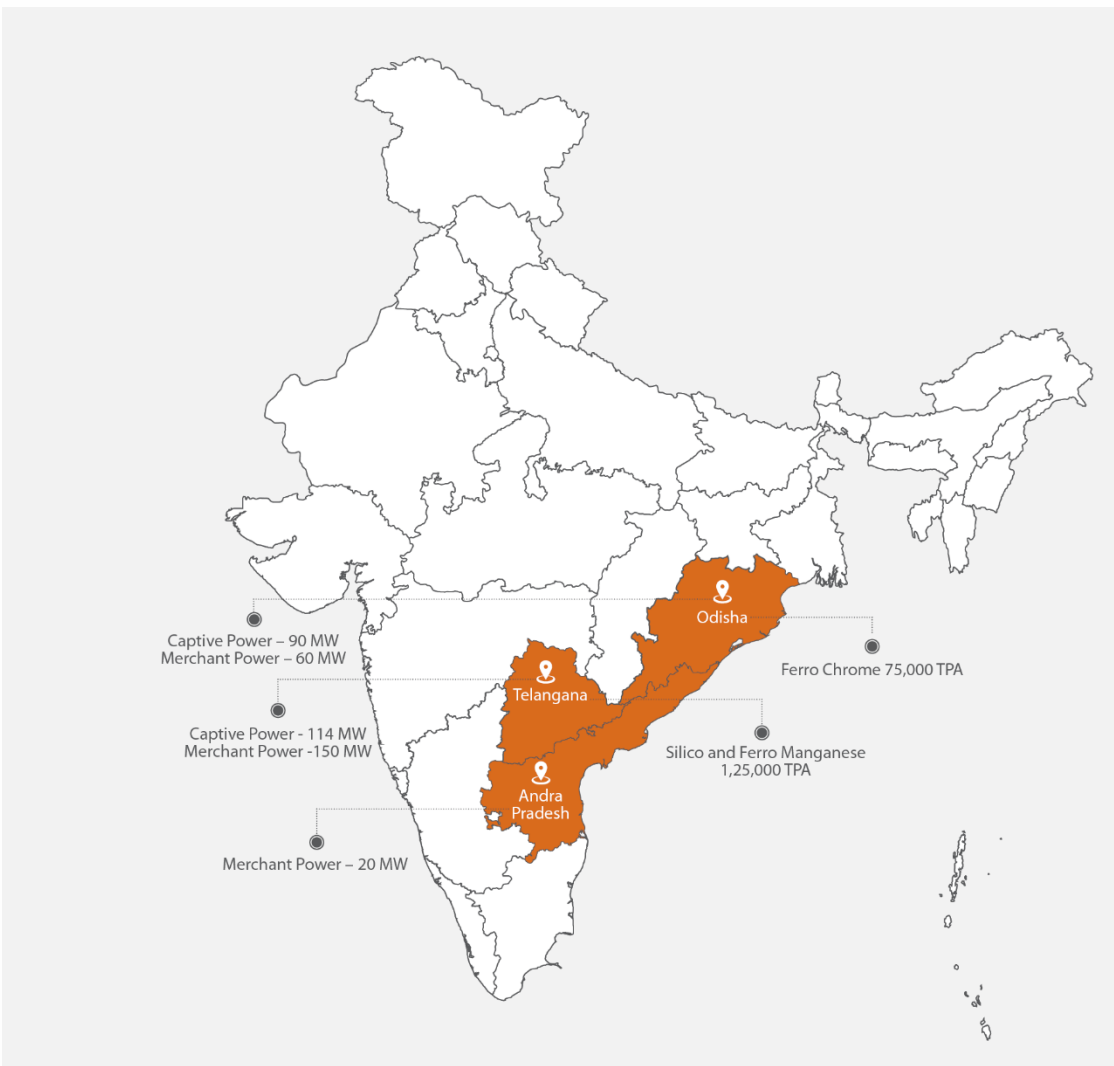 Odisha
Captive Power – 90 MW
Merchant Power – 60 MW
Ferro Chrome 75,000 TPA
Telangana
Captive Power - 114 MW
Merchant Power -150 MW
Silico and Ferro Manganese
1,25,000 TPA
Andra
Pradesh
Merchant Power – 20 MW